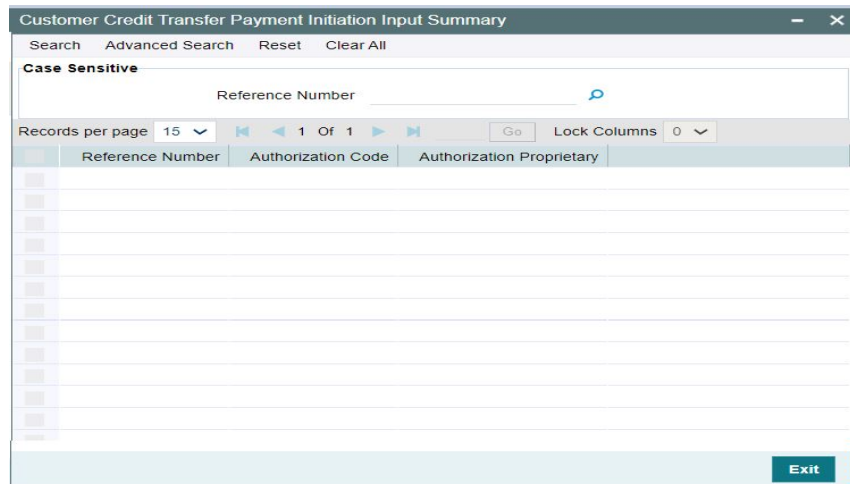 Customer Credit Transfer Payment Initiation Input Summary
Search Advanced Search Reset Clear All
Case Sensitive
Reference Number
Records per page 15 1 Of 1 Go Lock Columns 0
Reference Number Authorization Code Authorization Proprietary
Exit